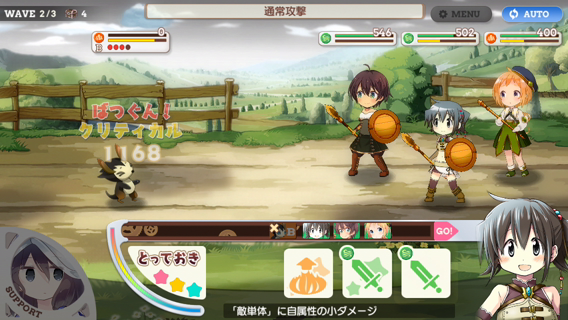 WAVE 2/3 4
通常攻撃
MENU
AUTO
0
B
546
502
400
ばつぐん!
クリティカル
1168
B
GO!
とっておき
SUPPORT
「敵単体」に自属性の小ダメージ